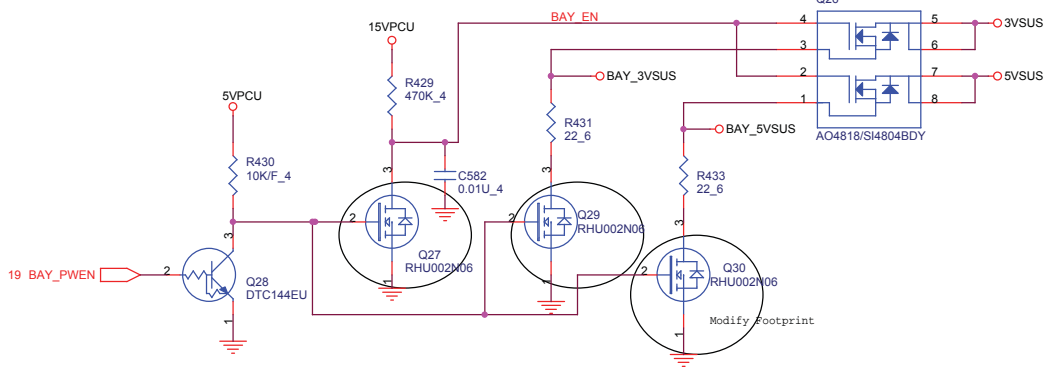 BAY_EN
4
5
3VSUS
3
6
2
7
5VSUS
1
8
AO4818/SI4804BDY
15VPCU
R429
470K_4
BAY_3VSUS
R431
22_6
BAY_5VSUS
R433
22_6
5VPCU
R430
10K/F_4
C582
0.01U_4
3
2
1
Q27
RHU002N06
3
2
1
Q29
RHU002N06
3
2
1
Q30
RHU002N06
Modify Footprint
19 BAY_PWEN
3
2
1
Q28
DTC144EU